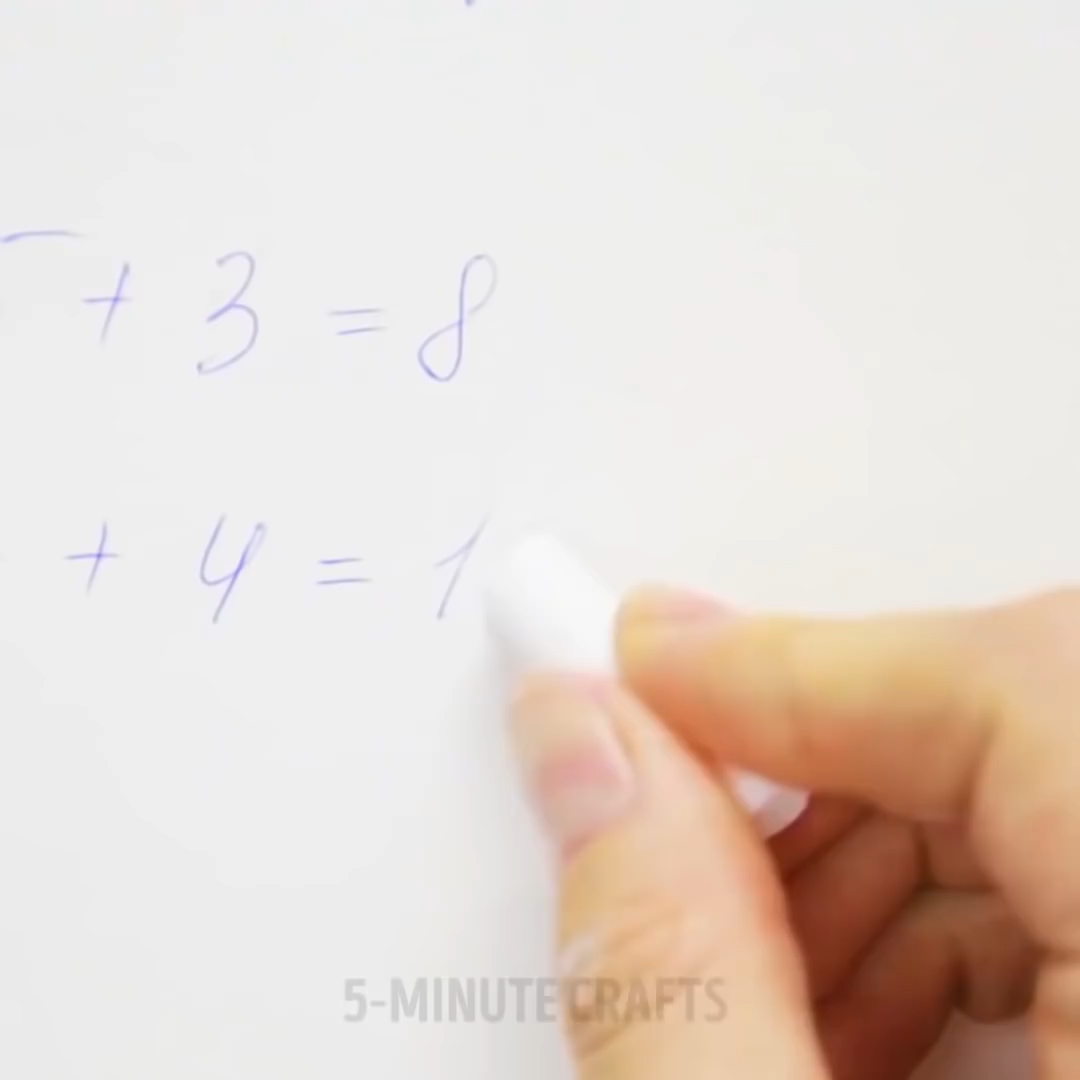 + 3 = 8
+ 4 = 1
5-MINUTE CRAFTS